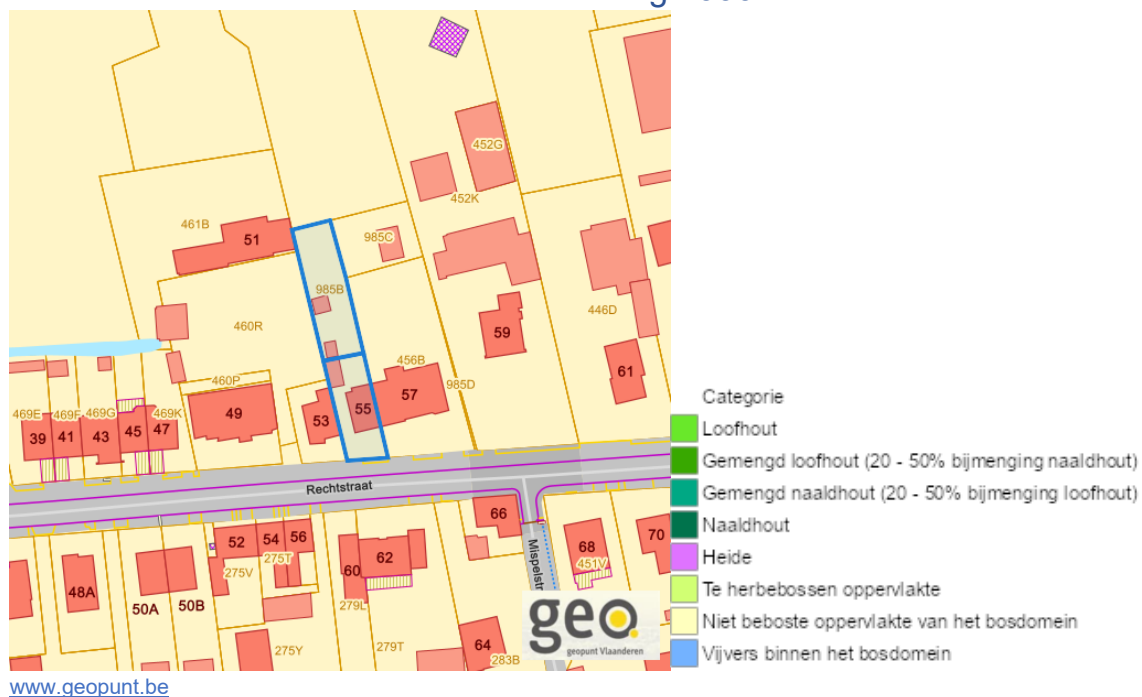 452G
452K
461B
51
985C
985B
460R
59
446D
456B
985D
61
460P
57
469E
469F
469G
469K
49
55
53
39
41
43
45
47
Categorie
Loofhout
Gemengd loofhout (20 - 50% bijmenging naaldhout)
Gemengd naaldhout (20 - 50% bijmenging loofhout)
Naaldhout
Heide
Te herbebossen oppervlakte
Niet beboste oppervlakte van het bosdomein
Vijvers binnen het bosdomein
Rechtstraat
66
52
54
56
275T
275V
60
62
68
70
451V
48A
50A
50B
279L
275Y
279T
64
283B
geo
geopunt Vlaanderen
www.geopunt.be